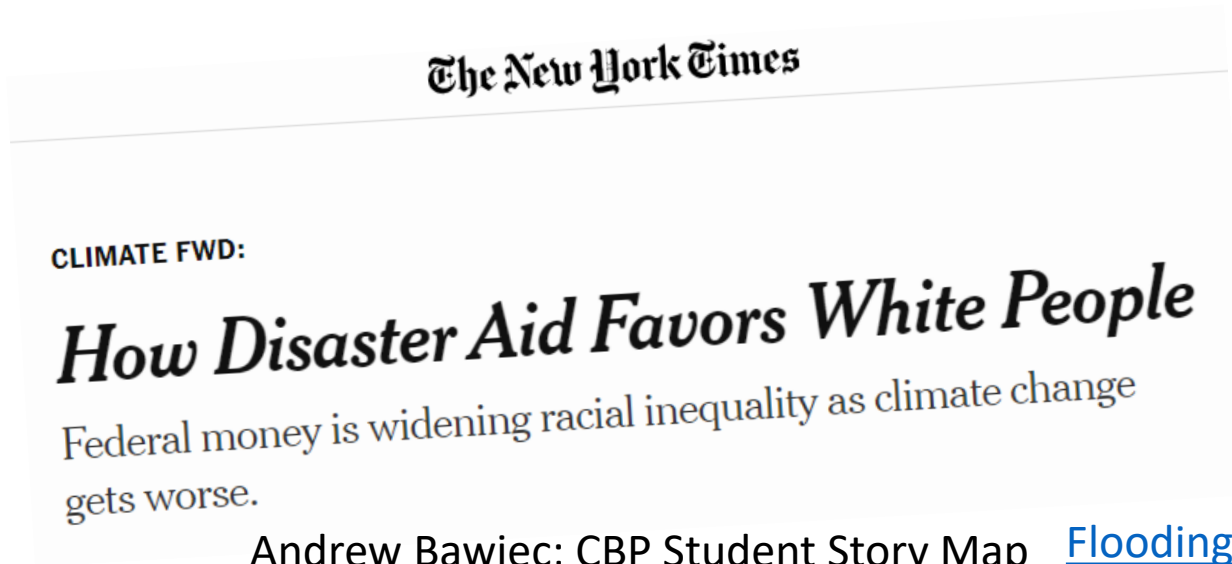 The New York Times
CLIMATE FWD:
How Disaster Aid Favors White People
Federal money is widening racial inequality as climate change
gets worse.
Andrew Bawiec: CBP Student Story Map Flooding